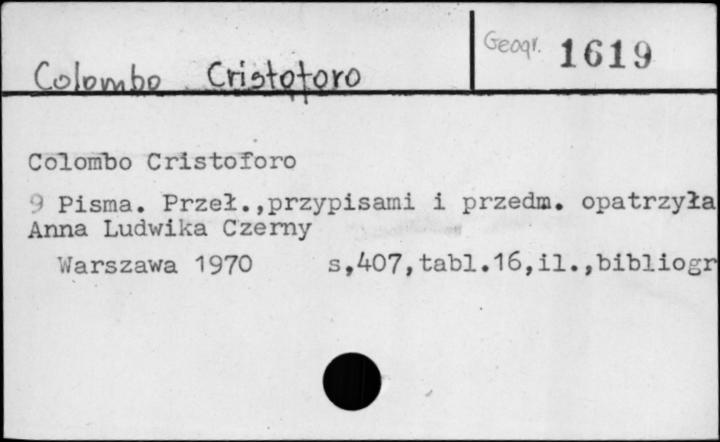 Colombo Cristoforo
Geogr. 1619
Colombo Cristoforo
9 Pisma. Przeł.,przypisami i przedm. opatrzyła
Anna Ludwika Czerny
Warszawa 1970 s,407,tabl.16,il.,bibliogr